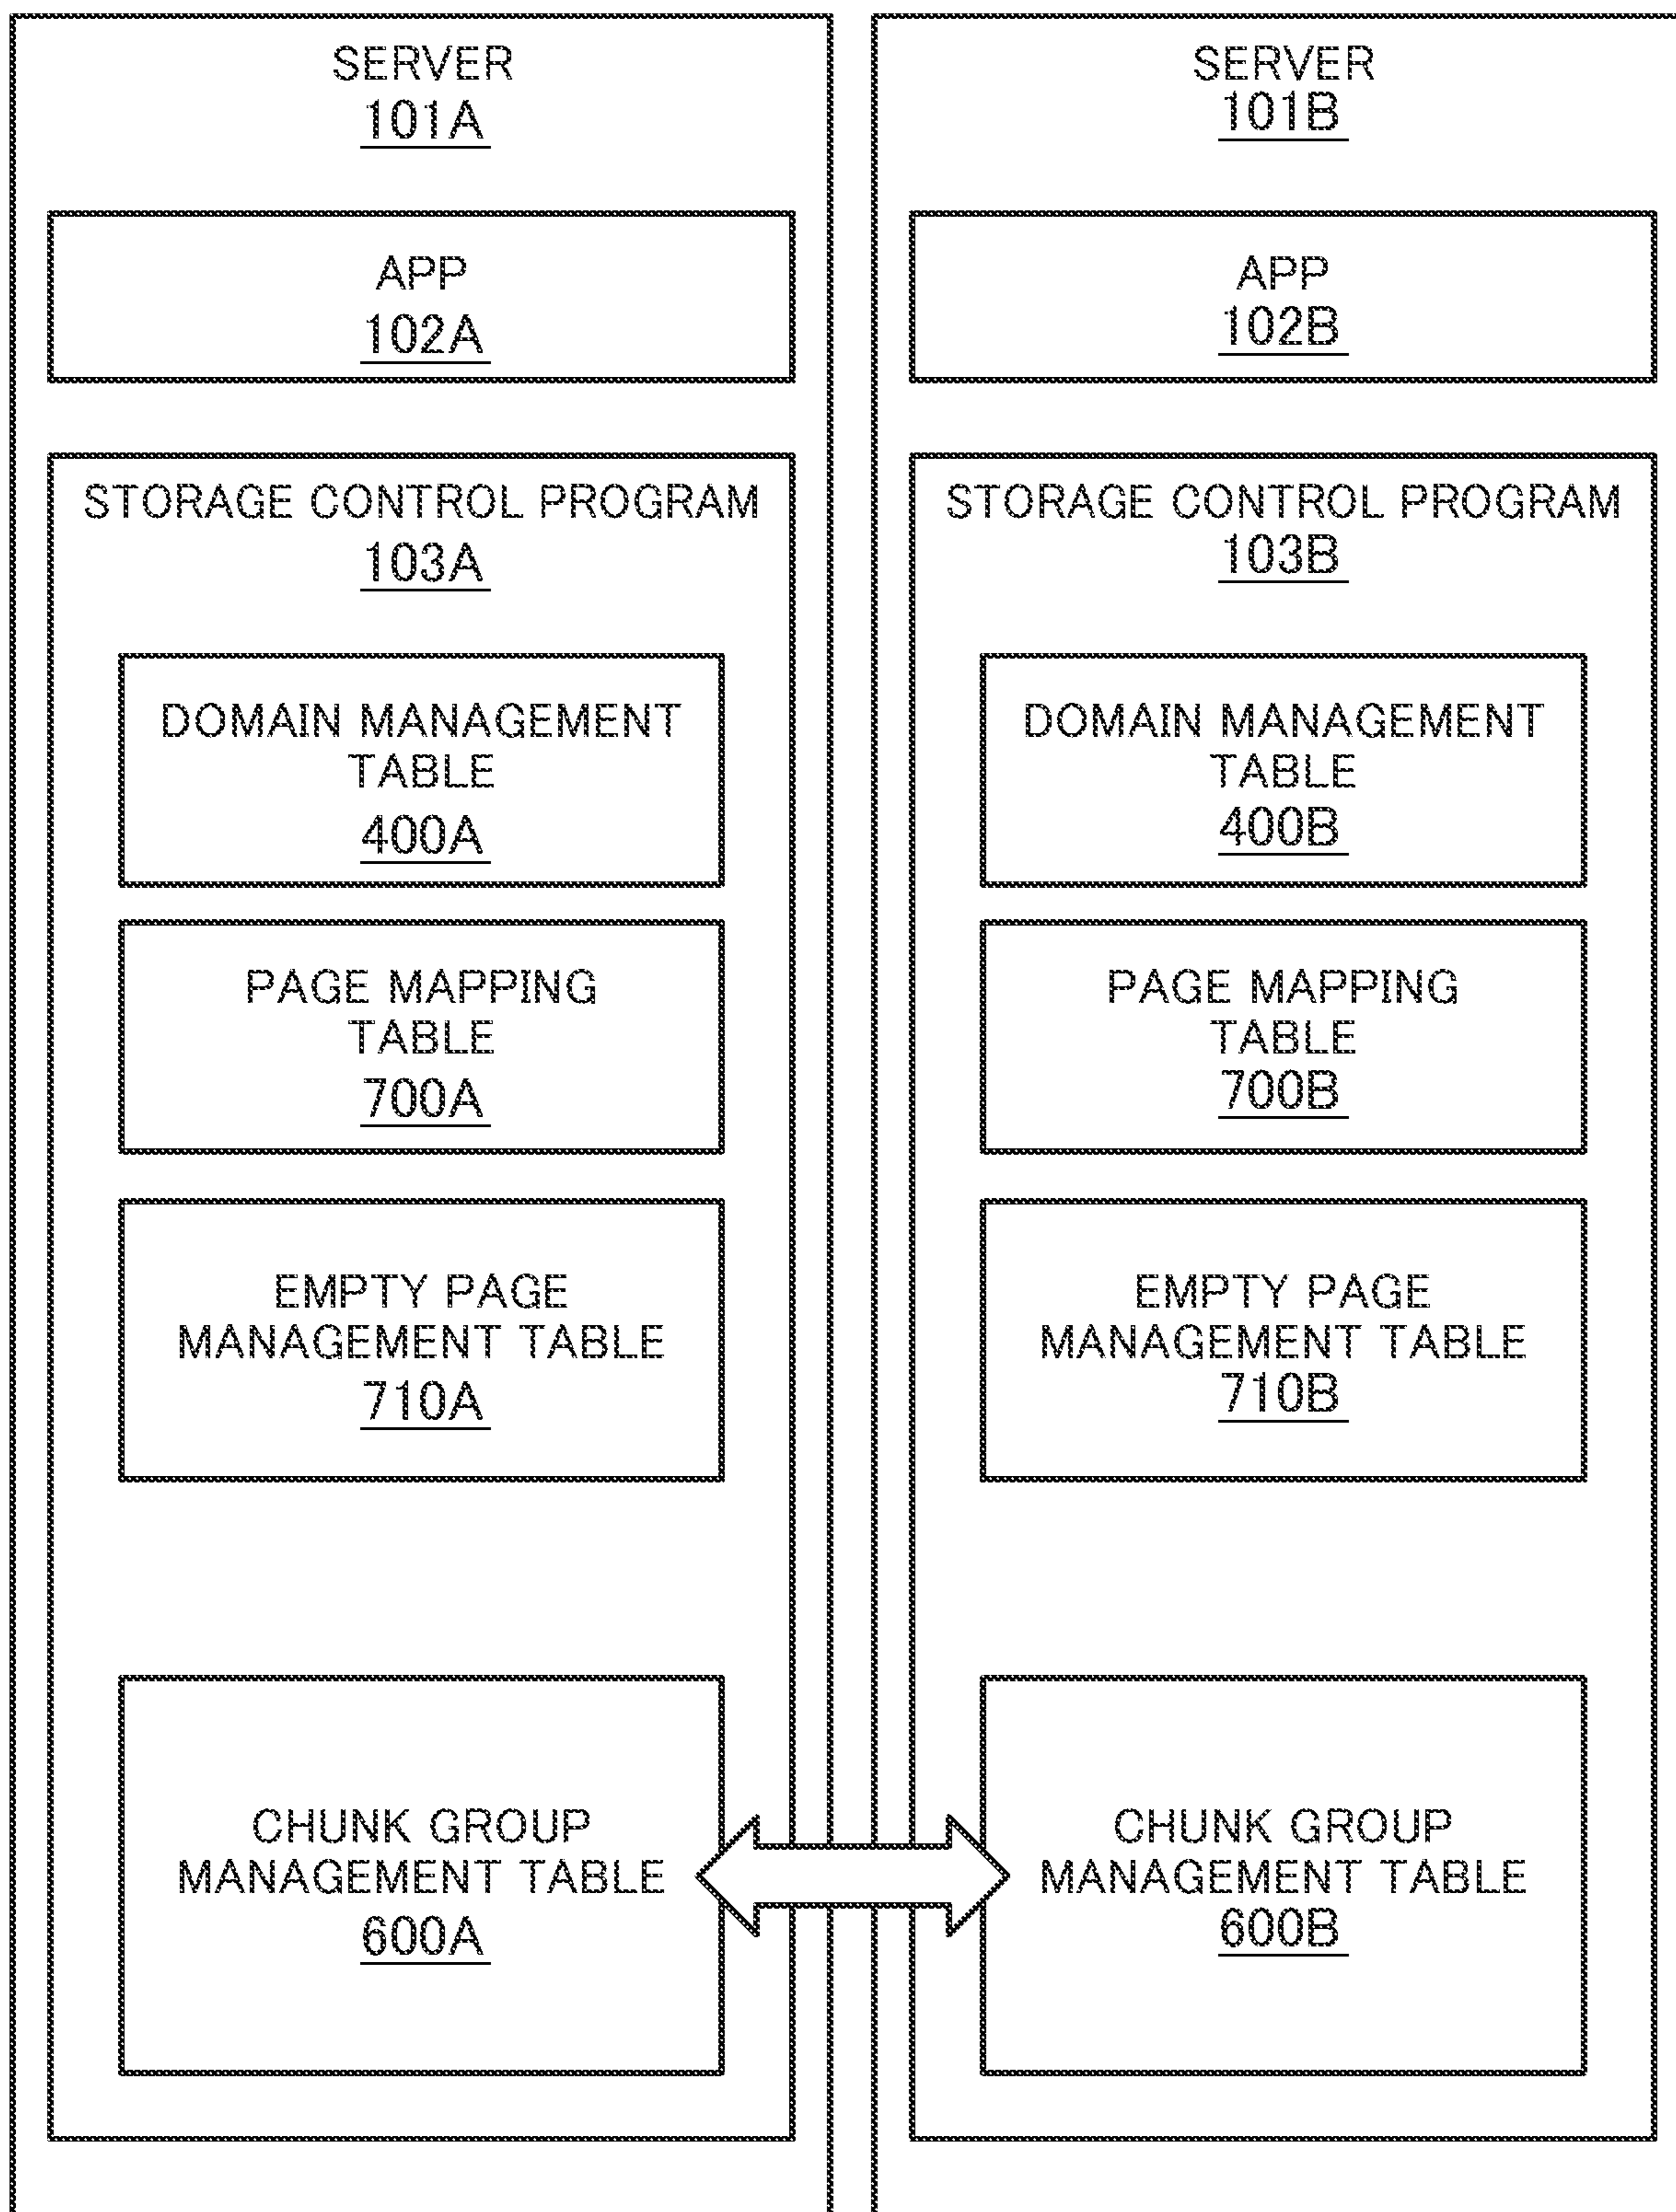 SERVER
101A
APP
102A
STORAGE CONTROL PROGRAM
103A
DOMAIN MANAGEMENT
TABLE
400A
PAGE MAPPING
TABLE
700A
EMPTY PAGE
MANAGEMENT TABLE
710A
CHUNK GROUP
MANAGEMENT TABLE
600A
SERVER
101B
APP
102B
STORAGE CONTROL PROGRAM
103B
DOMAIN MANAGEMENT
TABLE
400B
PAGE MAPPING
TABLE
700B
EMPTY PAGE
MANAGEMENT TABLE
710B
CHUNK GROUP
MANAGEMENT TABLE
600B